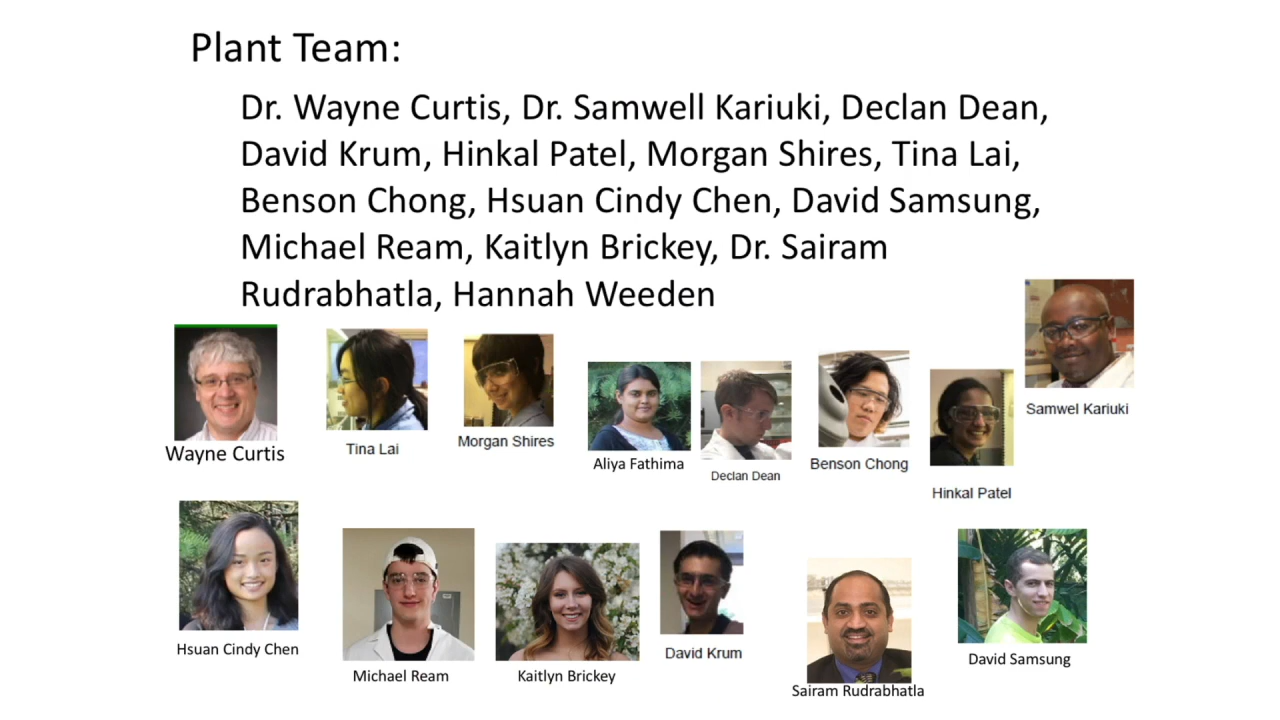 Plant Team:
Dr. Wayne Curtis, Dr. Samwell Kariuki, Declan Dean,
David Krum, Hinkal Patel, Morgan Shires, Tina Lai,
Benson Chong, Hsuan Cindy Chen, David Samsung,
Michael Ream, Kaitlyn Brickey, Dr. Sairam
Rudrabhatla, Hannah Weeden
Wayne Curtis
Tina Lai
Morgan Shires
Aliya Fathima
Declan Dean
Benson Chong
Hinkal Patel
Samwel Kariuki
Hsuan Cindy Chen
Michael Ream
Kaitlyn Brickey
David Krum
Sairam Rudrabhatla
David Samsung